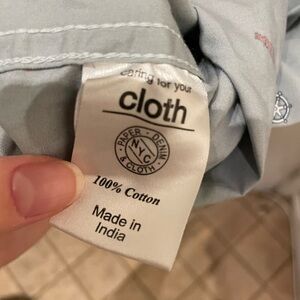 caring for your
cloth
PAPER · DENIM
NYC
& CLOTH
100% Cotton
Made in
India